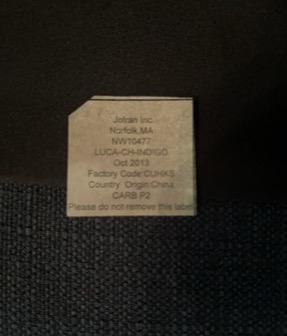 Jofran Inc.
Norfolk,MA
NW10477
LUCA-CH-INDIGO
Oct 2013
Factory Code:CUHKS
Country Origin:China
CARB P2
Please do not remove this label